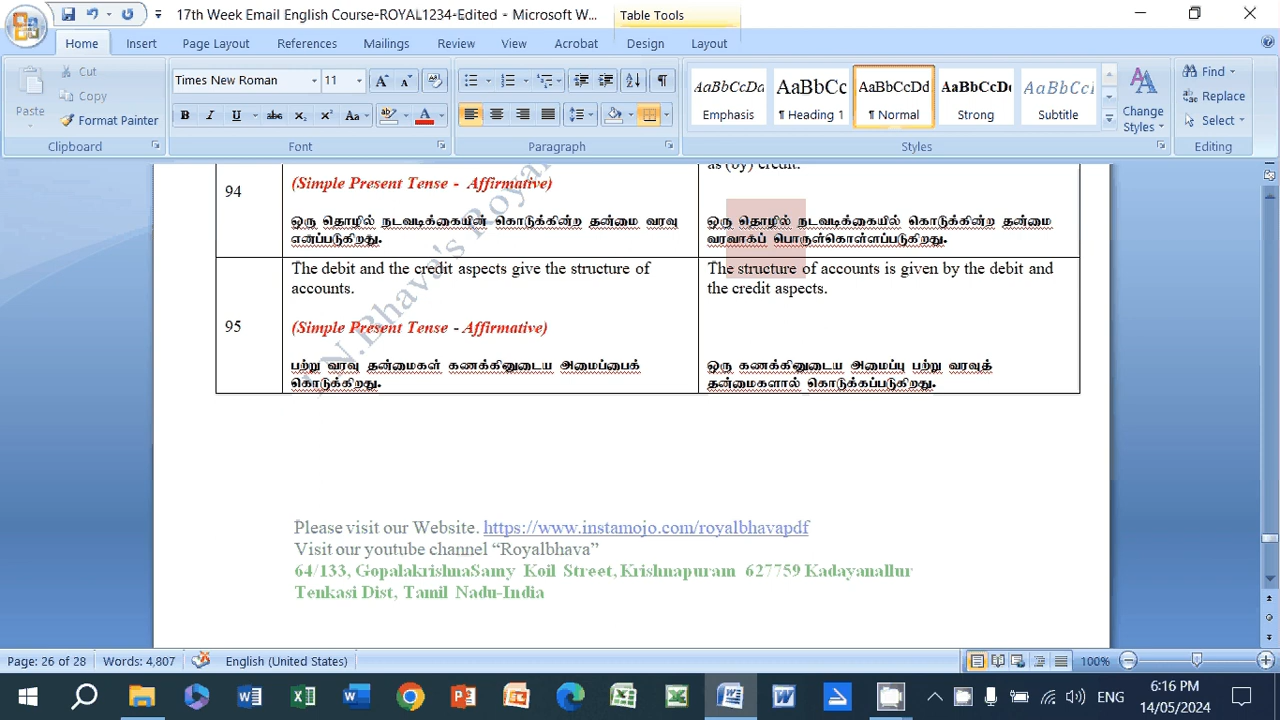 17th Week Email English Course-ROYAL1234-Edited - Microsoft W...
Table Tools
Home Insert Page Layout References Mailings Review View Acrobat Design Layout
Paste
Cut
Copy
Format Painter
Clipboard
Times New Roman 11
Font
Paragraph
AaBbCcDd Emphasis
AaBbCc ¶ Heading 1
AaBbCcDd ¶ Normal
AaBbCcDd Strong
AaBbCcI Subtitle
Change Styles
Styles
Find
Replace
Select
Editing
as (by) credit.
94
(Simple Present Tense - Affirmative)
ஒரு தொழில் நடவடிக்கையின் கொடுக்கின்ற தன்மை வரவு
எனப்படுகிறது.
ஒரு தொழில் நடவடிக்கையில் கொடுக்கின்ற தன்மை
வரவாகப் பொருள்கொள்ளப்படுகிறது.
95
The debit and the credit aspects give the structure of
accounts.
(Simple Present Tense - Affirmative)
பற்று வரவு தன்மைகள் கணக்கினுடைய அமைப்பைக்
கொடுக்கிறது.
The structure of accounts is given by the debit and
the credit aspects.
ஒரு கணக்கினுடைய அமைப்பு பற்று வரவுத்
தன்மைகளால் கொடுக்கப்படுகிறது.
N.Bhava's Royal
Please visit our Website. https://www.instamojo.com/royalbhavapdf
Visit our youtube channel “Royalbhava”
64/133, GopalakrishnaSamy Koil Street, Krishnapuram 627759 Kadayanallur
Tenkasi Dist, Tamil Nadu-India
Page: 26 of 28 Words: 4,807 English (United States) 100%
ENG
6:16 PM
14/05/2024